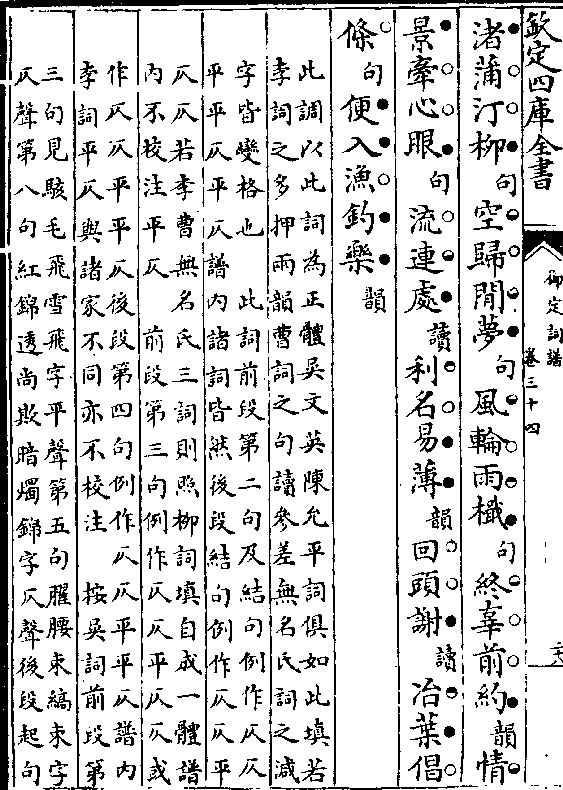 欽定四庫全書
御定詞譜
卷三十四
渚蒲汀柳句空歸閒夢句風輪雨檝句終辜前約韻情
景牽心眼句流連處讀利名易薄韻回頭謝讀冶葉倡
條句便入漁釣樂韻
此調以此詞為正體吳文英陳允平詞俱如此填若
李詞之多押兩韻曹詞之句讀參差無名氏詞之減
字皆變格也 此詞前段第二句及結句例作仄仄
平平仄平仄譜内諸詞皆然後段結句例作仄仄平
仄仄若李曹無名氏三詞則照柳詞填自成一體譜
内不校注平仄 前段第三句例作仄仄平仄仄或
作仄仄平平仄後段第四句例作仄仄平平仄譜内
李詞平仄與諸家不同亦不校注 按吳詞前段第
三句見駭毛飛雪飛字平聲第五句臞腰束縞束字
仄聲第八句紅錦透尚欺暗燭錦字仄聲後段起句